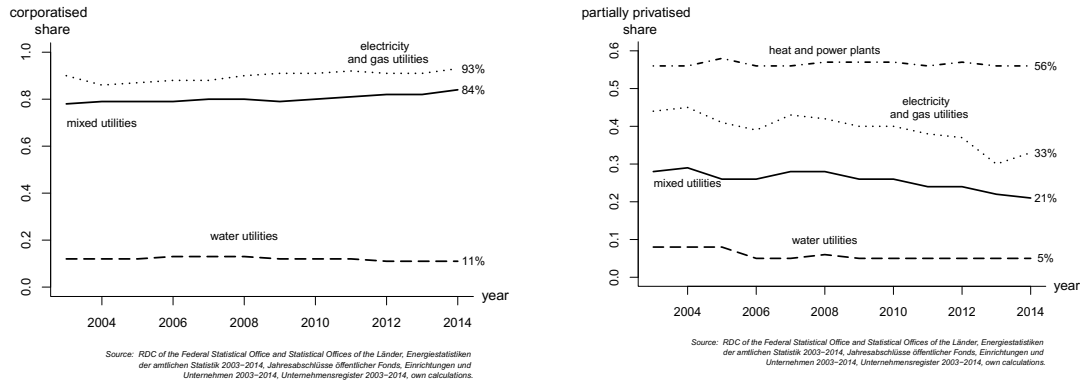 corporatised
share
1.0
0.8
0.6
0.4
0.2
0.0
electricity
and gas utilities
93%
84%
mixed utilities
water utilities
11%
year
2004
2006
2008
2010
2012
2014
Source: RDC of the Federal Statistical Office and Statistical Offices of the Länder, Energiestatistiken
der amtlichen Statistik 2003−2014, Jahresabschlüsse öffentlicher Fonds, Einrichtungen und
Unternehmen 2003−2014, Unternehmensregister 2003−2014, own calculations.
partially privatised
share
0.6
0.5
0.4
0.3
0.2
0.1
0.0
heat and power plants
56%
electricity
and gas utilities
33%
mixed utilities
21%
water utilities
5%
year
2004
2006
2008
2010
2012
2014
Source: RDC of the Federal Statistical Office and Statistical Offices of the Länder, Energiestatistiken
der amtlichen Statistik 2003−2014, Jahresabschlüsse öffentlicher Fonds, Einrichtungen und
Unternehmen 2003−2014, Unternehmensregister 2003−2014, own calculations.